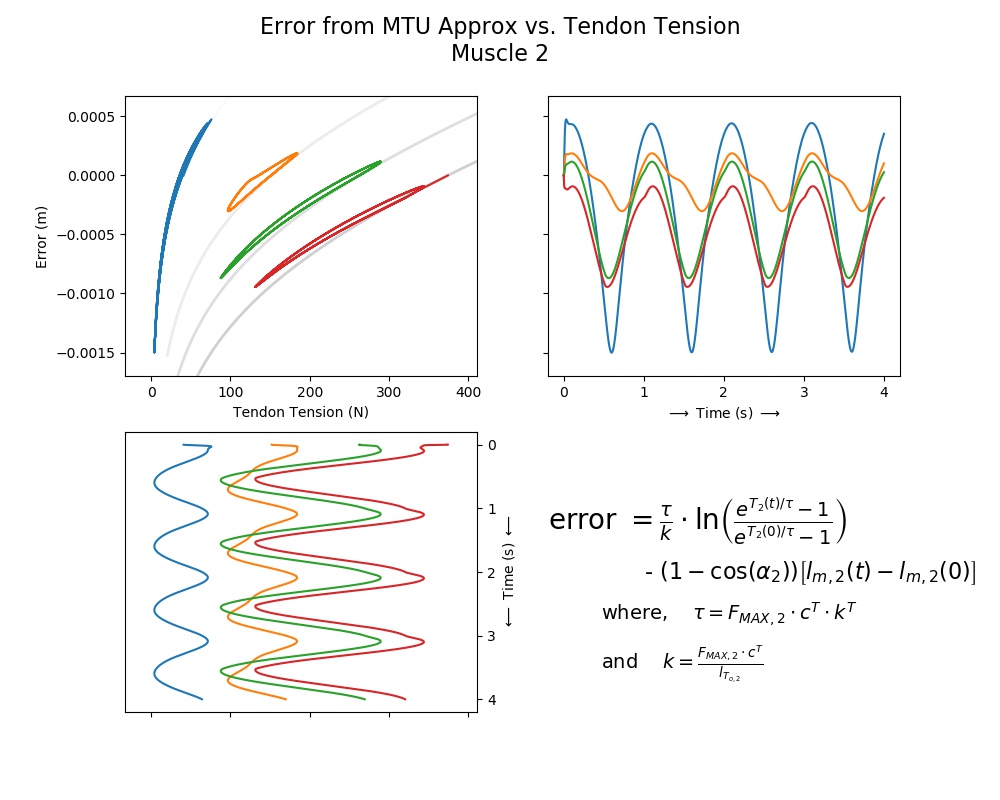 Error from MTU Approx vs. Tendon Tension
Muscle 2
0.0005
0.0000
−0.0005
−0.0010
−0.0015
Error (m)
0 100 200 300 400
Tendon Tension (N)
0 1 2 3 4
⟶ Time (s) ⟶
0
1
2
3
4
⟵ Time (s) ⟵
error = τ/k · ln((e^{T₂(t)/τ} − 1)/(e^{T₂(0)/τ} − 1))
- (1 − cos(α₂))[l_{m,2}(t) − l_{m,2}(0)]
where, τ = F_{MAX,2} · c^T · k^T
and k = F_{MAX,2} · c^T / l_{T_{o,2}}